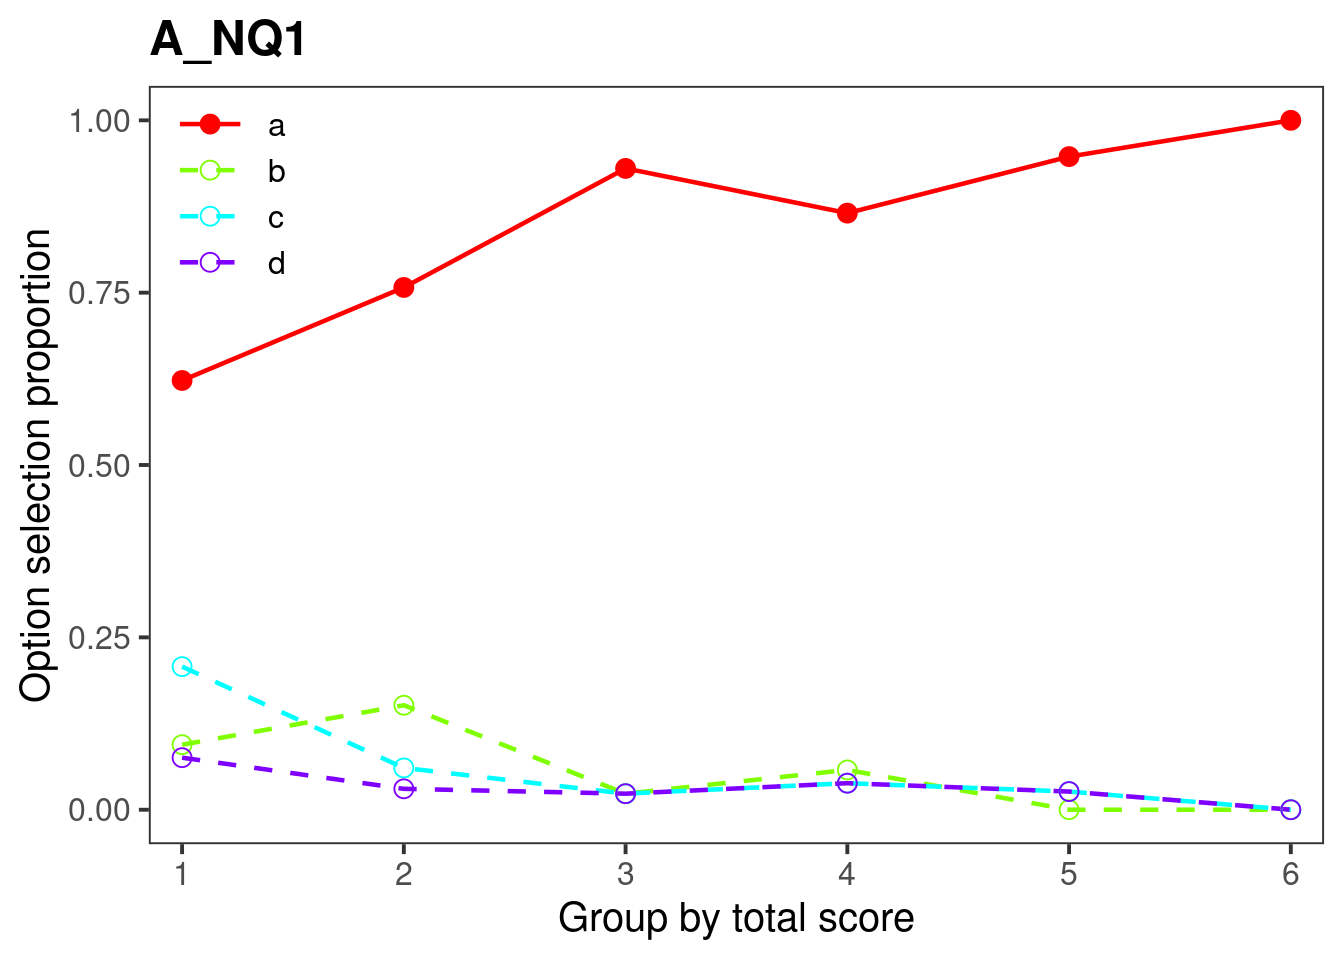 A_NQ1
1.00
0.75
0.50
0.25
0.00
Option selection proportion
a
b
c
d
1 2 3 4 5 6
Group by total score